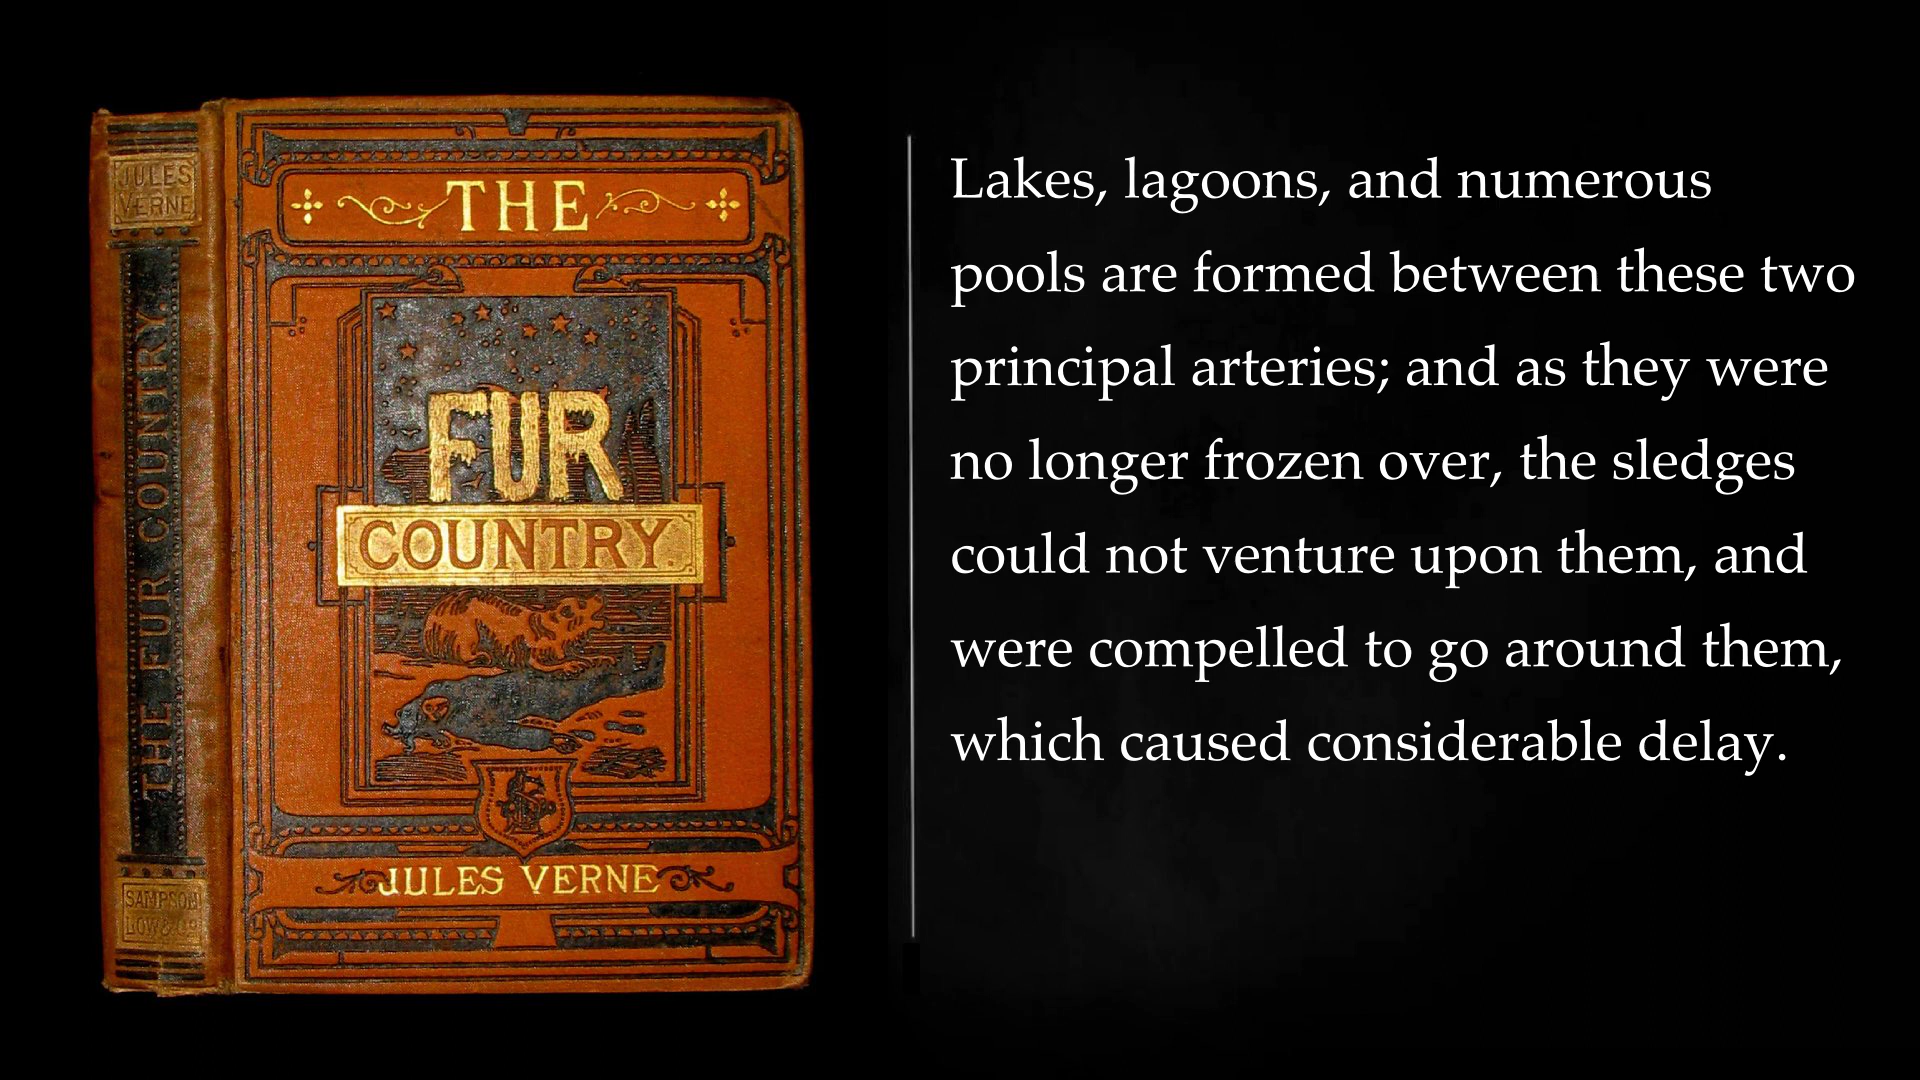 JULES
VERNE
THE FUR COUNTRY.
SAMPSON
LOW & Co
THE
FUR
COUNTRY.
JULES VERNE
Lakes, lagoons, and numerous
pools are formed between these two
principal arteries; and as they were
no longer frozen over, the sledges
could not venture upon them, and
were compelled to go around them,
which caused considerable delay.